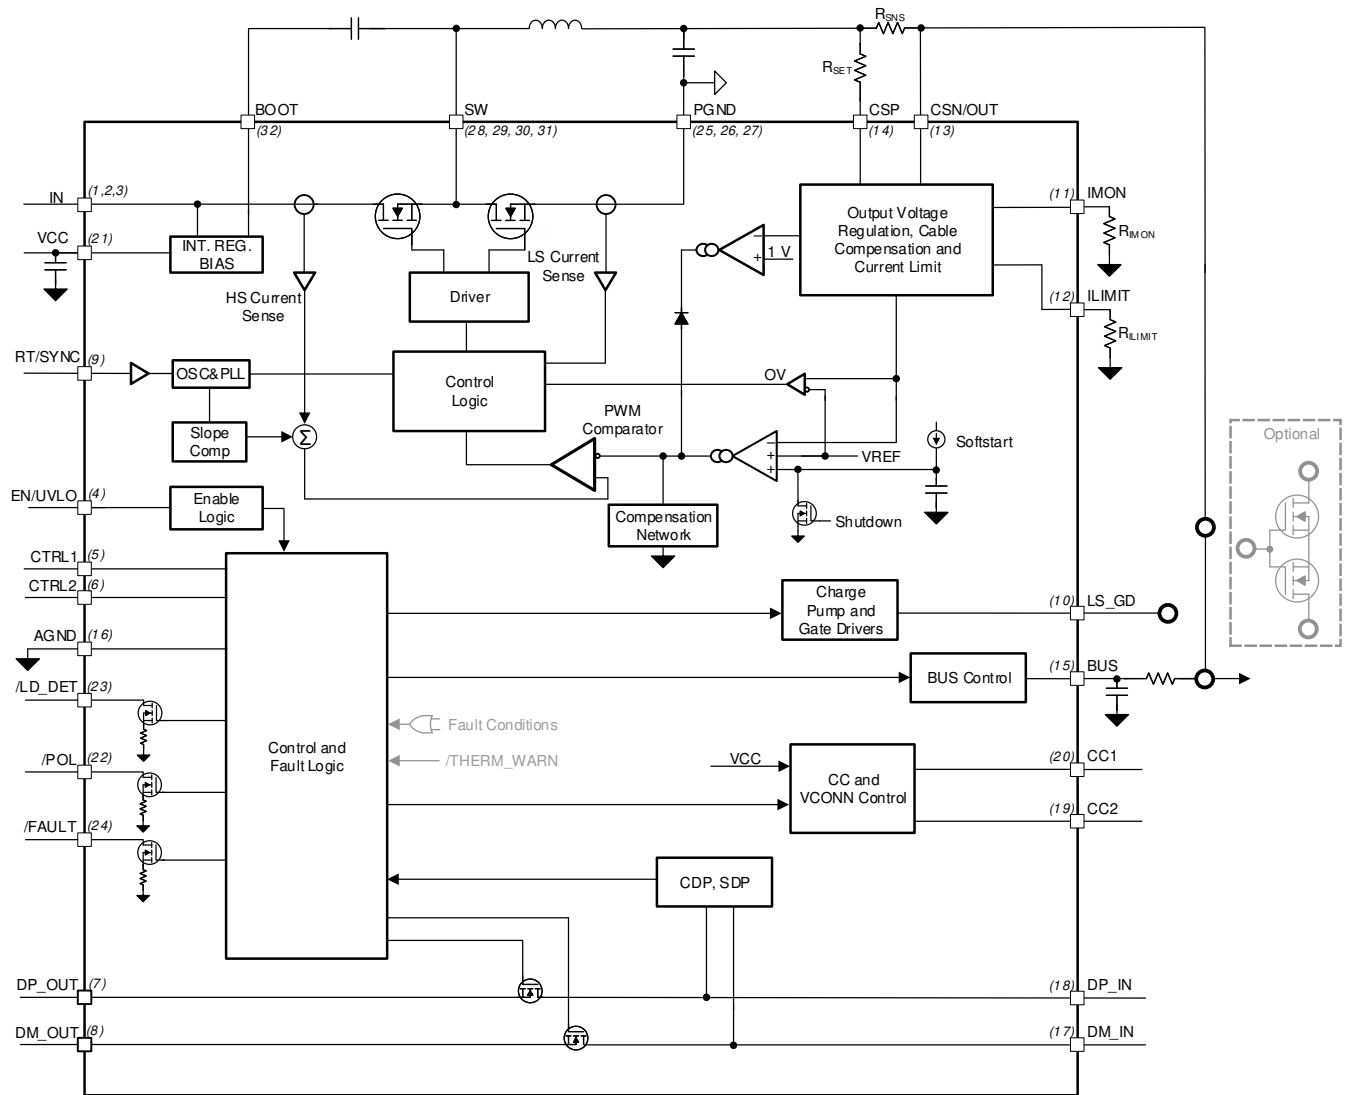 R_SNS
R_SET
BOOT
(32)
SW
(28, 29, 30, 31)
PGND
(25, 26, 27)
CSP
(14)
CSN/OUT
(13)
IN
(1,2,3)
VCC
(21)
INT. REG.
BIAS
HS Current
Sense
LS Current
Sense
Driver
1 V
Output Voltage
Regulation, Cable
Compensation and
Current Limit
(11)
IMON
R_IMON
(12)
ILIMIT
R_ILIMIT
RT/SYNC
(9)
OSC&PLL
Slope
Comp
Σ
Control
Logic
OV
PWM
Comparator
VREF
Softstart
Optional
EN/UVLO
(4)
Enable
Logic
Compensation
Network
Shutdown
CTRL1
(5)
CTRL2
(6)
AGND
(16)
Charge
Pump and
Gate Drivers
(10)
LS_GD
/LD_DET
(23)
BUS Control
(15)
BUS
Control and
Fault Logic
Fault Conditions
/THERM_WARN
/POL
(22)
VCC
CC and
VCONN Control
(20)
CC1
(19)
CC2
/FAULT
(24)
CDP, SDP
DP_OUT
(7)
(18)
DP_IN
DM_OUT
(8)
(17)
DM_IN